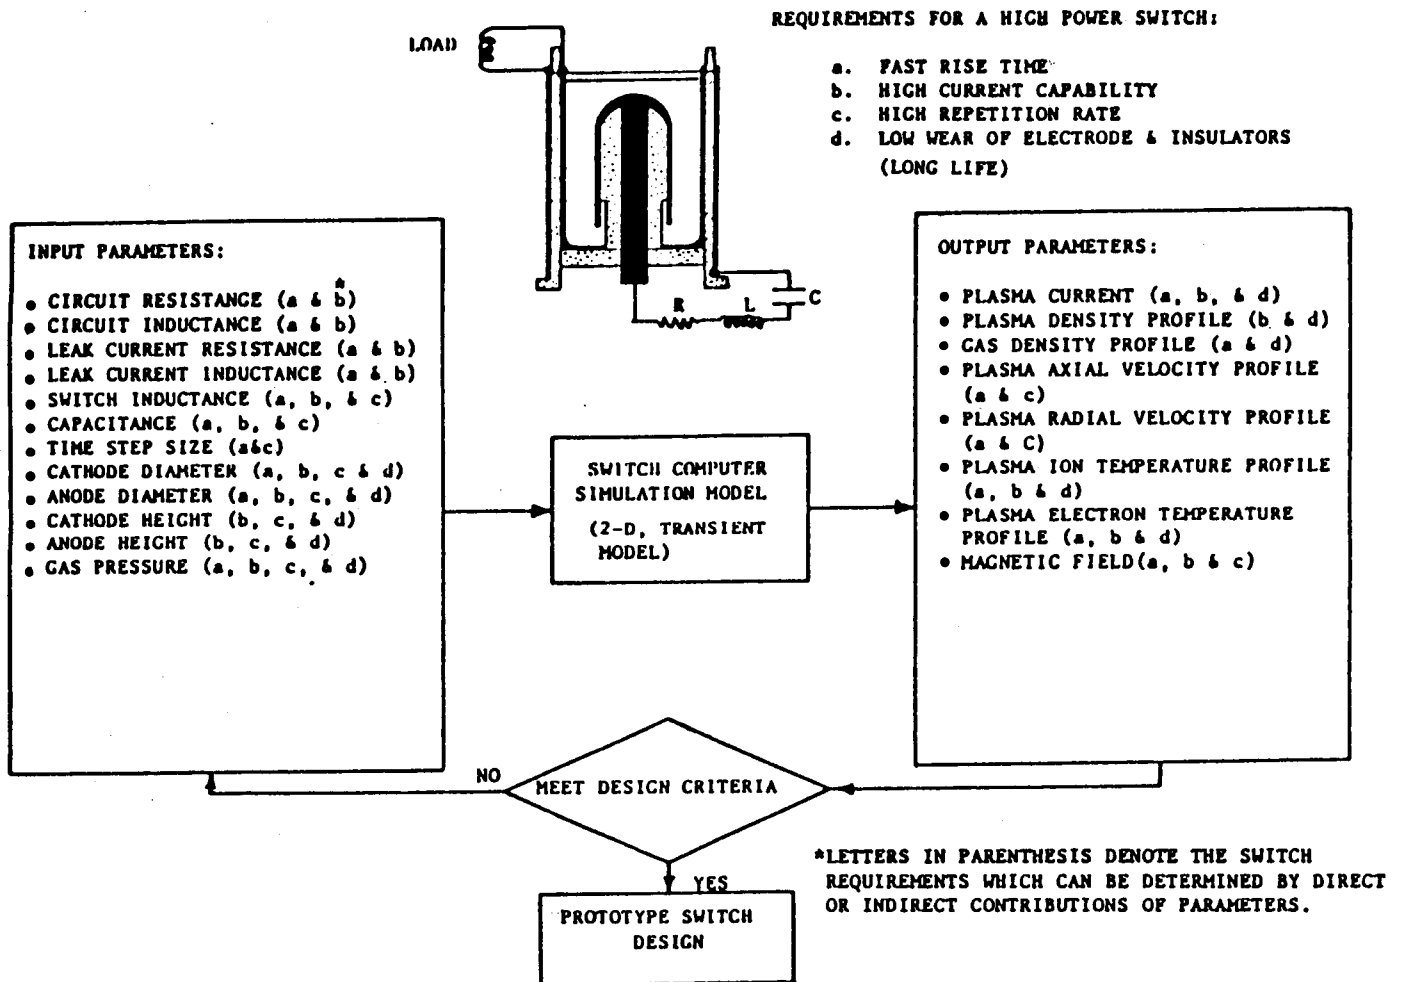 LOAD
REQUIREMENTS FOR A HIGH POWER SWITCH:
a. FAST RISE TIME
b. HIGH CURRENT CAPABILITY
c. HIGH REPETITION RATE
d. LOW WEAR OF ELECTRODE & INSULATORS
(LONG LIFE)
R
L
C
INPUT PARAMETERS:
*
• CIRCUIT RESISTANCE (a & b)
• CIRCUIT INDUCTANCE (a & b)
• LEAK CURRENT RESISTANCE (a & b)
• LEAK CURRENT INDUCTANCE (a & b)
• SWITCH INDUCTANCE (a, b, & c)
• CAPACITANCE (a, b, & c)
• TIME STEP SIZE (a&c)
• CATHODE DIAMETER (a, b, c & d)
• ANODE DIAMETER (a, b, c, & d)
• CATHODE HEIGHT (b, c, & d)
• ANODE HEIGHT (b, c, & d)
• GAS PRESSURE (a, b, c, & d)
SWITCH COMPUTER
SIMULATION MODEL
(2-D, TRANSIENT
MODEL)
OUTPUT PARAMETERS:
• PLASMA CURRENT (a, b, & d)
• PLASMA DENSITY PROFILE (b & d)
• GAS DENSITY PROFILE (a & d)
• PLASMA AXIAL VELOCITY PROFILE
(a & c)
• PLASMA RADIAL VELOCITY PROFILE
(a & C)
• PLASMA ION TEMPERATURE PROFILE
(a, b & d)
• PLASMA ELECTRON TEMPERATURE
PROFILE (a, b & d)
• MAGNETIC FIELD(a, b & c)
NO
MEET DESIGN CRITERIA
YES
PROTOTYPE SWITCH
DESIGN
*LETTERS IN PARENTHESIS DENOTE THE SWITCH
REQUIREMENTS WHICH CAN BE DETERMINED BY DIRECT
OR INDIRECT CONTRIBUTIONS OF PARAMETERS.